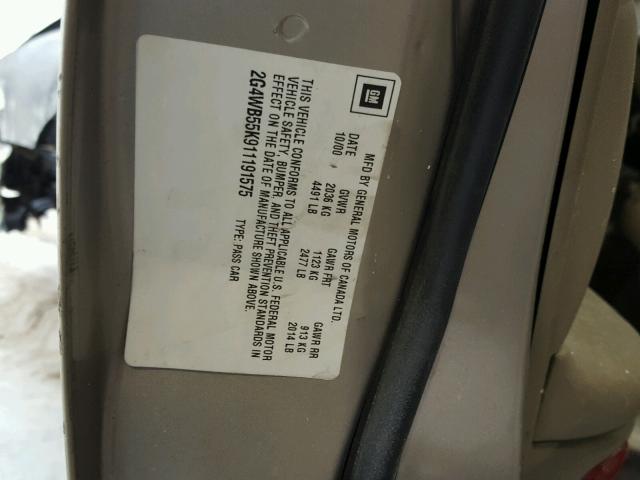 GM
MFD BY GENERAL MOTORS OF CANADA LTD.
DATE GVWR GAWR FRT GAWR RR
10/00 2036 KG 1123 KG 913 KG
4491 LB 2477 LB 2014 LB
THIS VEHICLE CONFORMS TO ALL APPLICABLE U.S. FEDERAL MOTOR
VEHICLE SAFETY, BUMPER, AND THEFT PREVENTION STANDARDS IN
EFFECT ON THE DATE OF MANUFACTURE SHOWN ABOVE.
2G4WB55K911191575 TYPE: PASS CAR